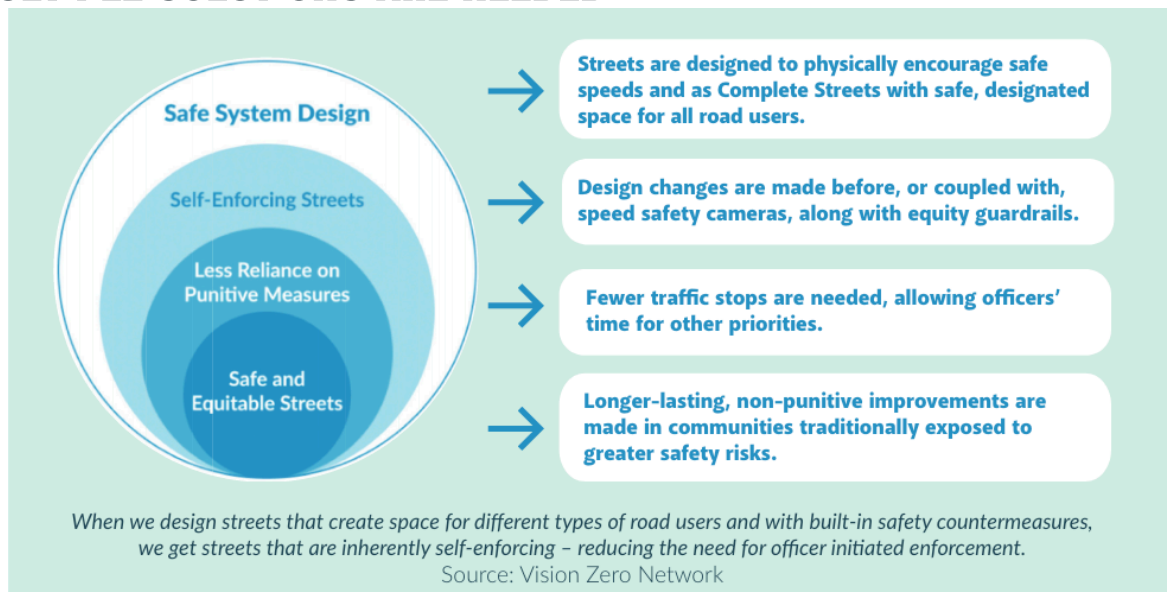 Safe System Design
Streets are designed to physically encourage safe
speeds and as Complete Streets with safe, designated
space for all road users.
Self-Enforcing Streets
Design changes are made before, or coupled with,
speed safety cameras, along with equity guardrails.
Less Reliance on
Punitive Measures
Fewer traffic stops are needed, allowing officers’
time for other priorities.
Safe and
Equitable Streets
Longer-lasting, non-punitive improvements are
made in communities traditionally exposed to
greater safety risks.
When we design streets that create space for different types of road users and with built-in safety countermeasures,
we get streets that are inherently self-enforcing – reducing the need for officer initiated enforcement.
Source: Vision Zero Network